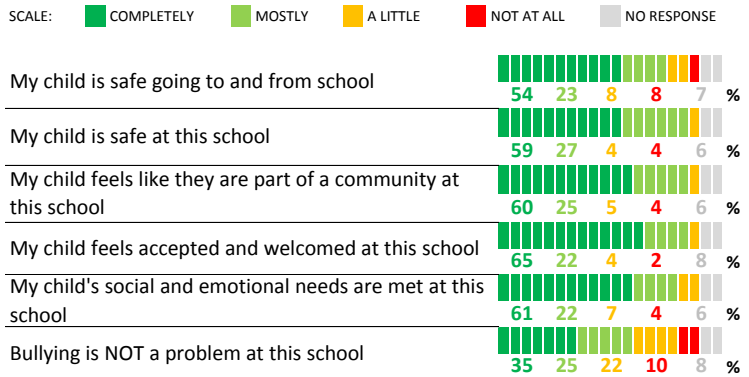 SCALE: COMPLETELY MOSTLY A LITTLE NOT AT ALL NO RESPONSE
My child is safe going to and from school
54 23 8 8 7 %
My child is safe at this school
59 27 4 4 6 %
My child feels like they are part of a community at
this school
60 25 5 4 6 %
My child feels accepted and welcomed at this school
65 22 4 2 8 %
My child's social and emotional needs are met at this
school
61 22 7 4 6 %
Bullying is NOT a problem at this school
35 25 22 10 8 %